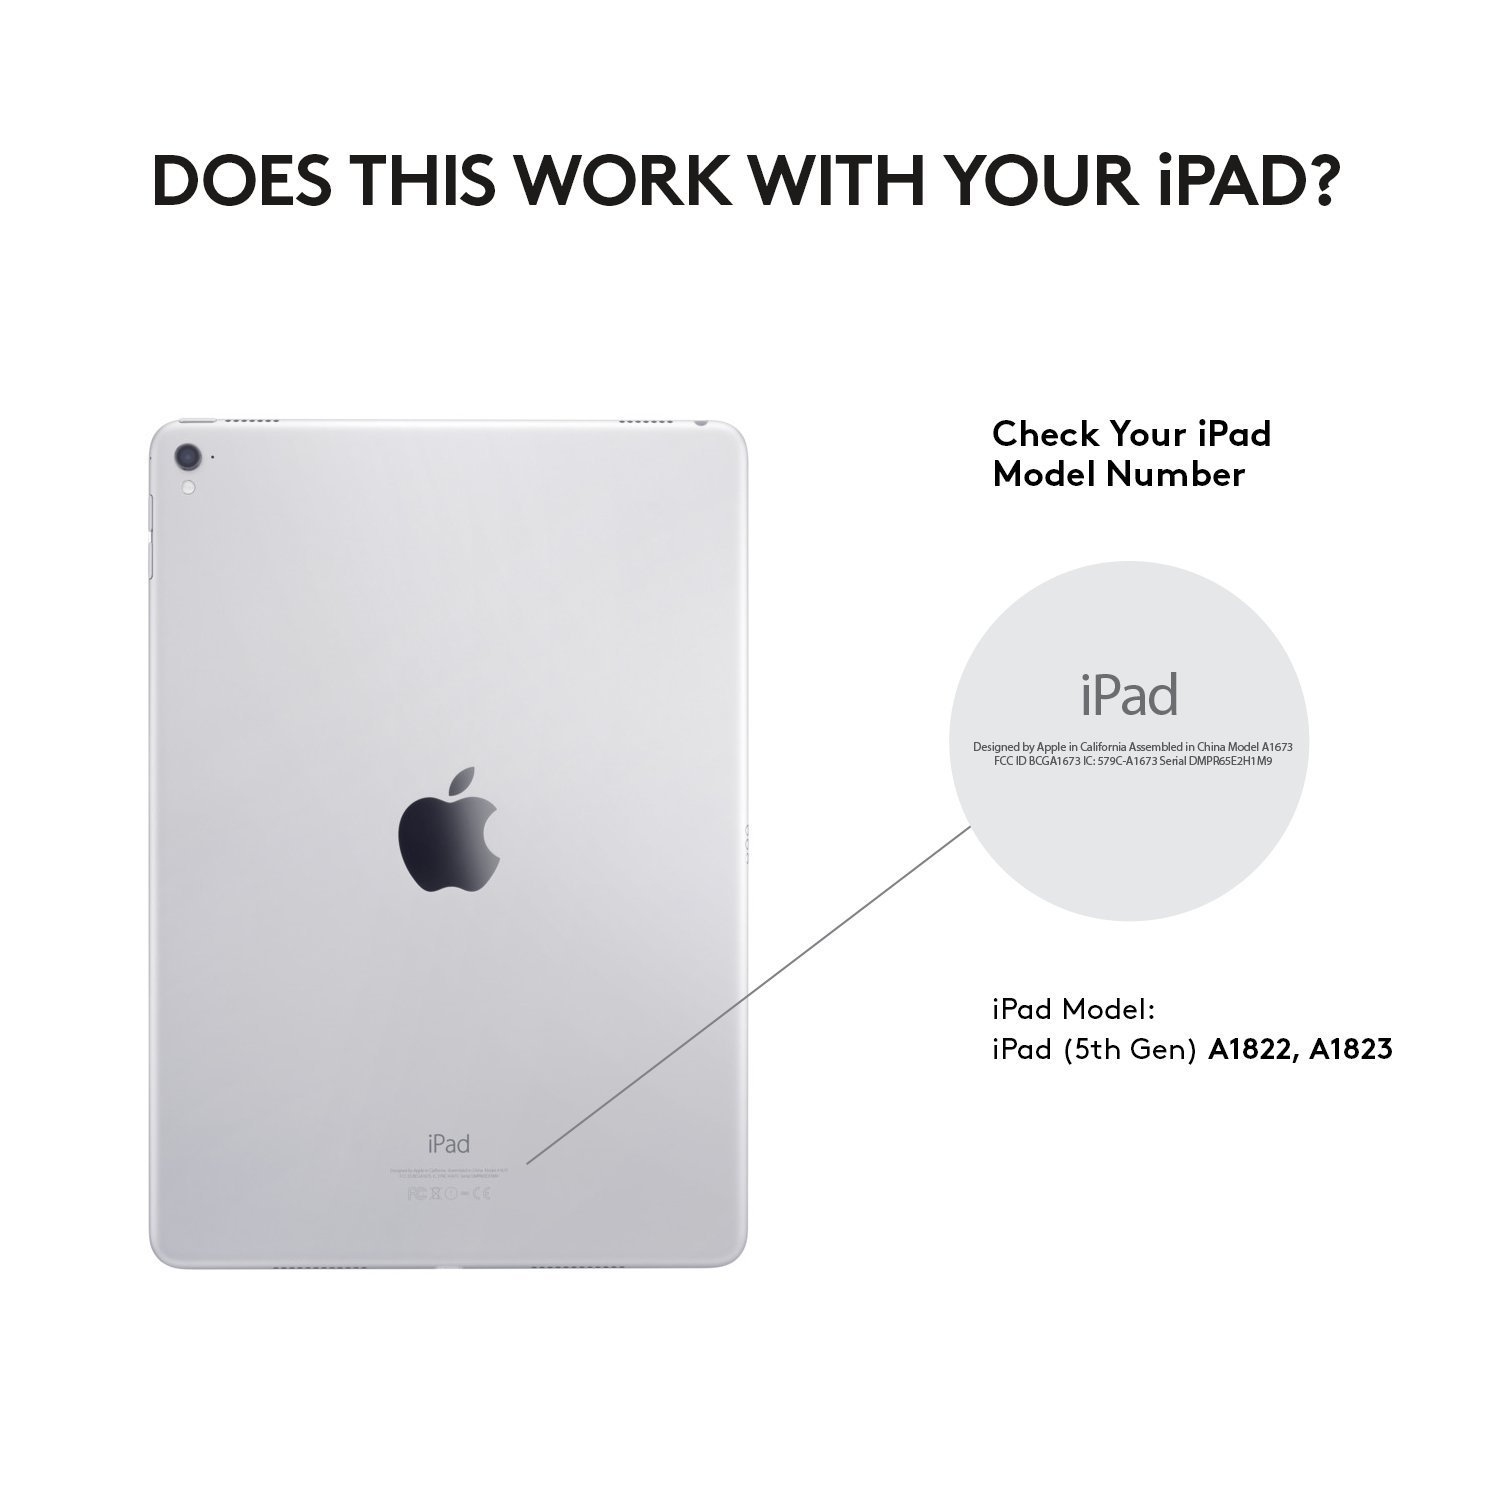 DOES THIS WORK WITH YOUR iPAD?
Check Your iPad
Model Number
iPad
Designed by Apple in California Assembled in China Model A1673
FCC ID BCGA1673 IC: 579C-A1673 Serial DMPR65E2H1M9
iPad Model:
iPad (5th Gen) A1822, A1823
iPad